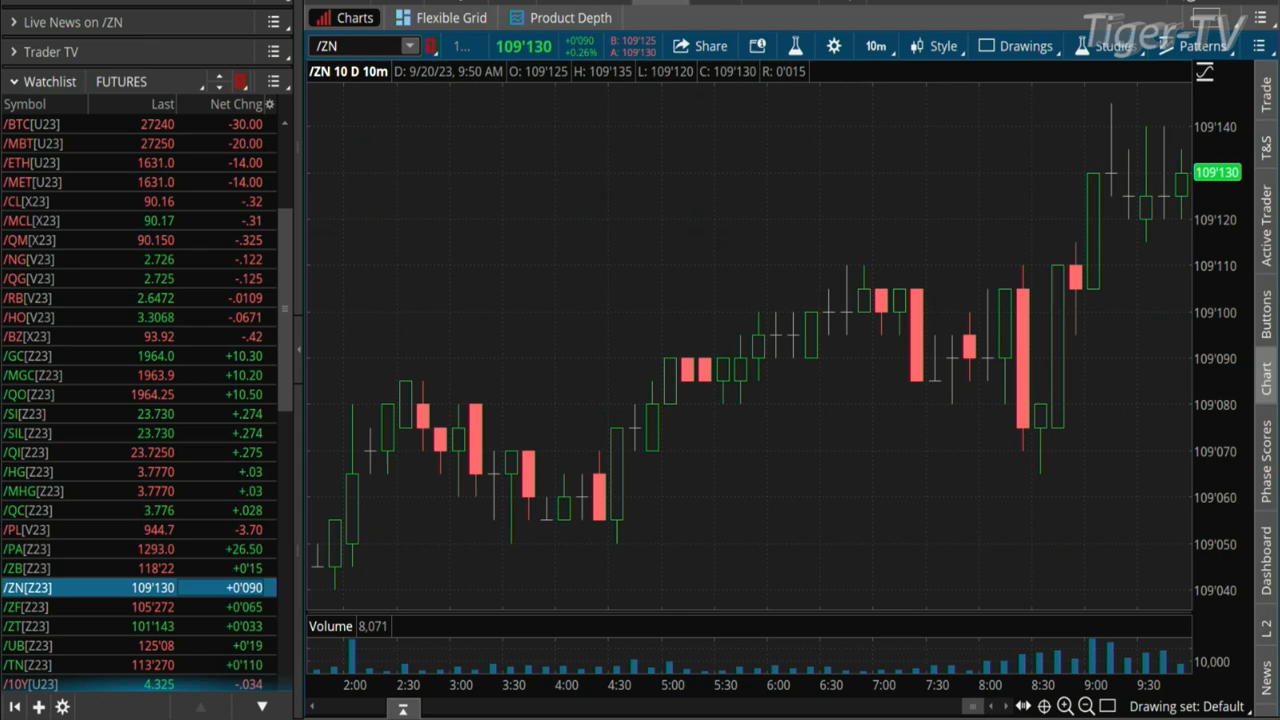 Live News on /ZN
Trader TV
Watchlist FUTURES
Symbol Last Net Chng
/BTC[U23] 27240 -30.00
/MBT[U23] 27250 -20.00
/ETH[U23] 1631.0 -14.00
/MET[U23] 1631.0 -14.00
/CL[X23] 90.16 -.32
/MCL[X23] 90.17 -.31
/QM[X23] 90.150 -.325
/NG[V23] 2.726 -.122
/QG[V23] 2.725 -.125
/RB[V23] 2.6472 -.0109
/HO[V23] 3.3068 -.0671
/BZ[X23] 93.92 -.42
/GC[Z23] 1964.0 +10.30
/MGC[Z23] 1963.9 +10.20
/QO[Z23] 1964.25 +10.50
/SI[Z23] 23.730 +.274
/SIL[Z23] 23.730 +.274
/QI[Z23] 23.7250 +.275
/HG[Z23] 3.7770 +.03
/MHG[Z23] 3.7770 +.03
/QC[Z23] 3.776 +.028
/PL[V23] 944.7 -3.70
/PA[Z23] 1293.0 +26.50
/ZB[Z23] 118'22 +0'15
/ZN[Z23] 109'130 +0'090
/ZF[Z23] 105'272 +0'065
/ZT[Z23] 101'143 +0'033
/UB[Z23] 125'08 +0'19
/TN[Z23] 113'270 +0'110
/10Y[U23] 4.325 -.034
Charts Flexible Grid Product Depth
Tiger-TV
/ZN 1... 109'130 +0'090 +0.26% B: 109'125 A: 109'130 Share 10m Style Drawings Studies Patterns
/ZN 10 D 10m D: 9/20/23, 9:50 AM O: 109'125 H: 109'135 L: 109'120 C: 109'130 R: 0'015
109'140
109'130
109'120
109'110
109'100
109'090
109'080
109'070
109'060
109'050
109'040
Volume 8,071
10,000
2:00 2:30 3:00 3:30 4:00 4:30 5:00 5:30 6:00 6:30 7:00 7:30 8:00 8:30 9:00 9:30
Drawing set: Default
Trade
T&S
Active Trader
Buttons
Chart
Phase Scores
Dashboard
L 2
News